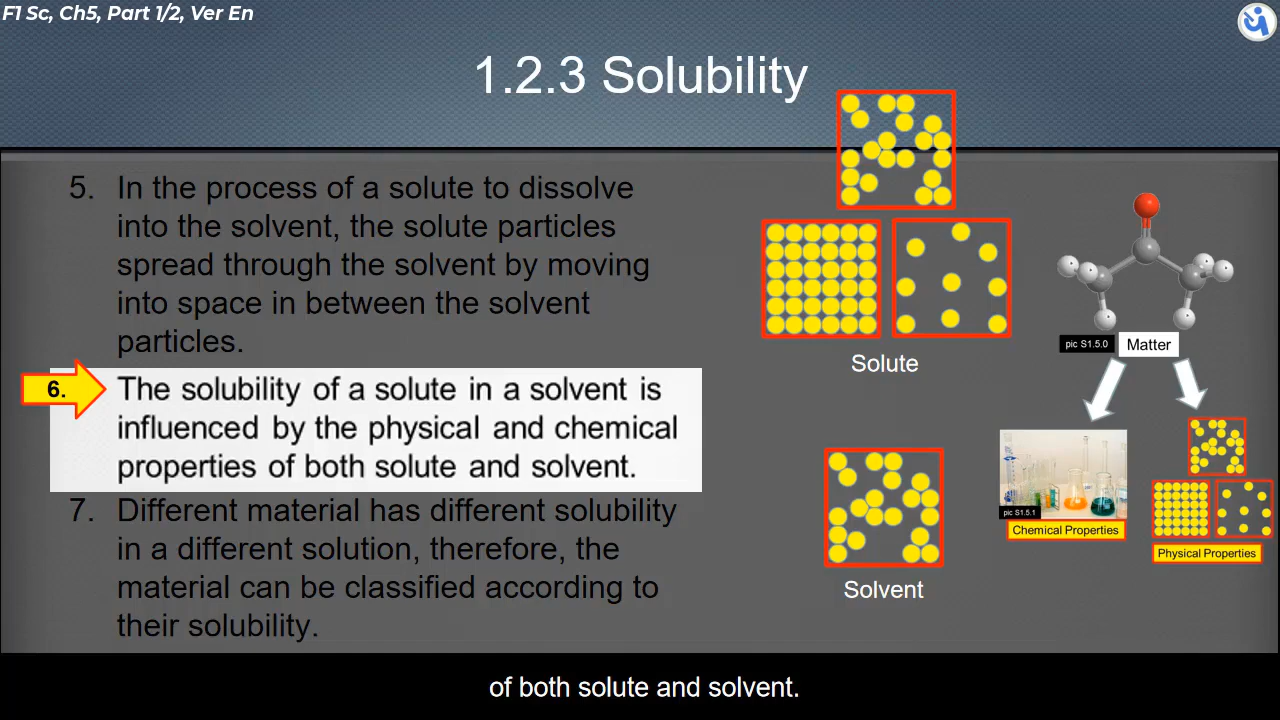 F1 Sc, Ch5, Part 1/2, Ver En
1.2.3 Solubility
5. In the process of a solute to dissolve
into the solvent, the solute particles
spread through the solvent by moving
into space in between the solvent
particles.
6. The solubility of a solute in a solvent is
influenced by the physical and chemical
properties of both solute and solvent.
7. Different material has different solubility
in a different solution, therefore, the
material can be classified according to
their solubility.
Solute
Solvent
pic S1.5.0
Matter
pic S1.5.1
Chemical Properties
Physical Properties
of both solute and solvent.